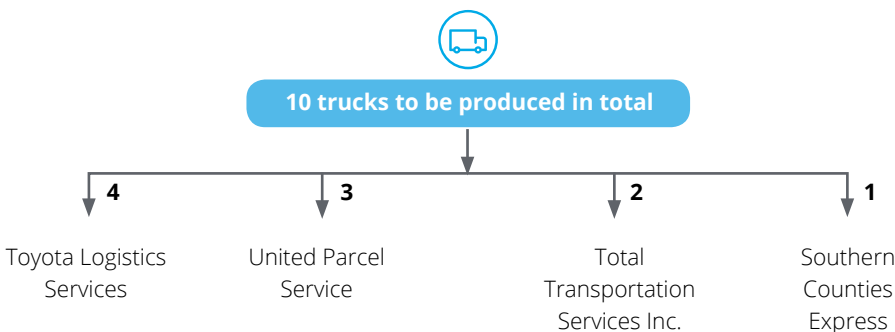 10 trucks to be produced in total
4
3
2
1
Toyota Logistics
Services
United Parcel
Service
Total
Transportation
Services Inc.
Southern
Counties
Express